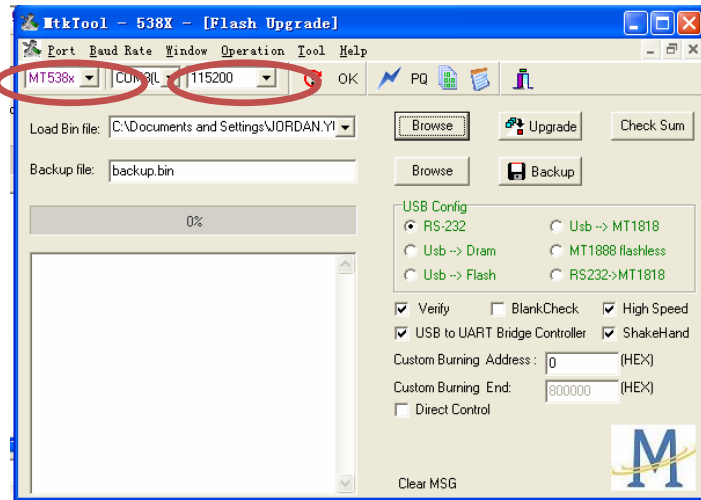 MtkTool - 538X - [Flash Upgrade]
Port Baud Rate Window Operation Tool Help
MT538x COM3(U 115200 OK PQ
Load Bin file: C:\Documents and Settings\JORDAN.YI Browse Upgrade Check Sum
Backup file: backup.bin Browse Backup
0%
USB Config
RS-232 Usb --> MT1818
Usb --> Dram MT1888 flashless
Usb --> Flash RS232->MT1818
Verify BlankCheck High Speed
USB to UART Bridge Controller ShakeHand
Custom Burning Address : 0 (HEX)
Custom Burning End: 800000 (HEX)
Direct Control
Clear MSG
M